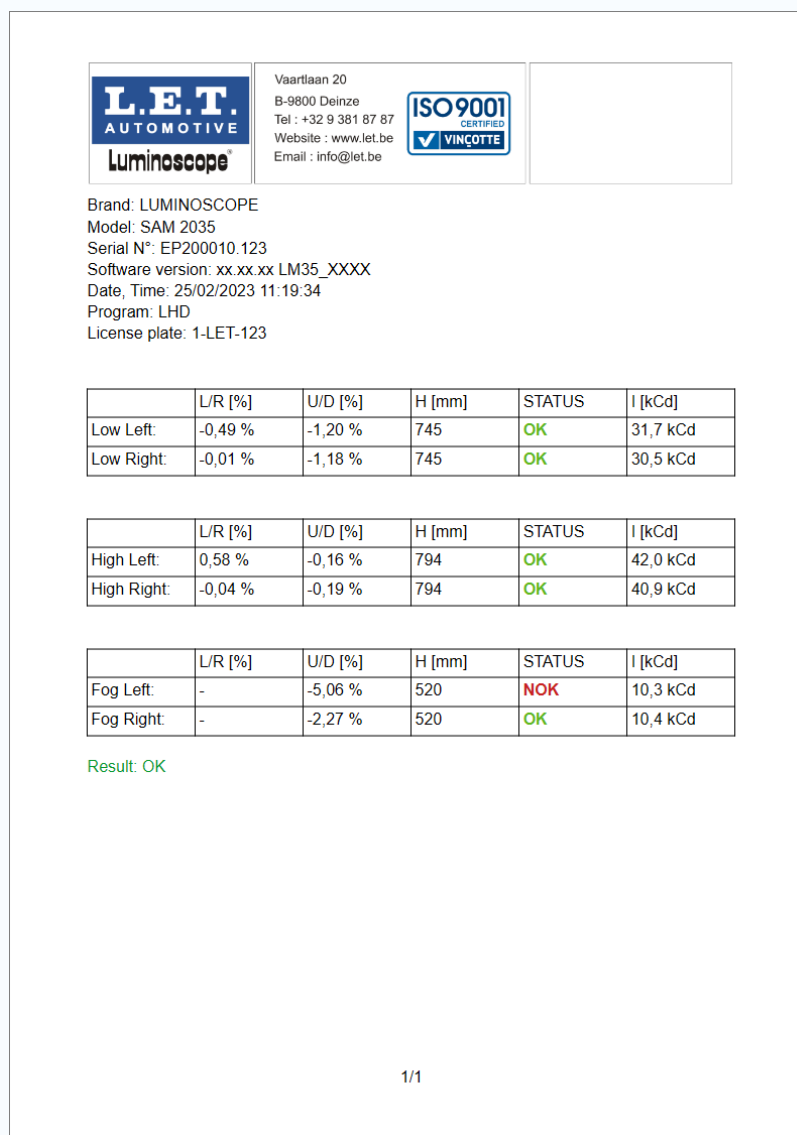 L.E.T.
AUTOMOTIVE
Luminoscope®
Vaartlaan 20
B-9800 Deinze
Tel : +32 9 381 87 87
Website : www.let.be
Email : info@let.be
ISO 9001
CERTIFIED
VINÇOTTE
Brand: LUMINOSCOPE
Model: SAM 2035
Serial N°: EP200010.123
Software version: xx.xx.xx LM35_XXXX
Date, Time: 25/02/2023 11:19:34
Program: LHD
License plate: 1-LET-123
L/R [%] U/D [%] H [mm] STATUS I [kCd]
Low Left: -0,49 % -1,20 % 745 OK 31,7 kCd
Low Right: -0,01 % -1,18 % 745 OK 30,5 kCd
L/R [%] U/D [%] H [mm] STATUS I [kCd]
High Left: 0,58 % -0,16 % 794 OK 42,0 kCd
High Right: -0,04 % -0,19 % 794 OK 40,9 kCd
L/R [%] U/D [%] H [mm] STATUS I [kCd]
Fog Left: - -5,06 % 520 NOK 10,3 kCd
Fog Right: - -2,27 % 520 OK 10,4 kCd
Result: OK
1/1